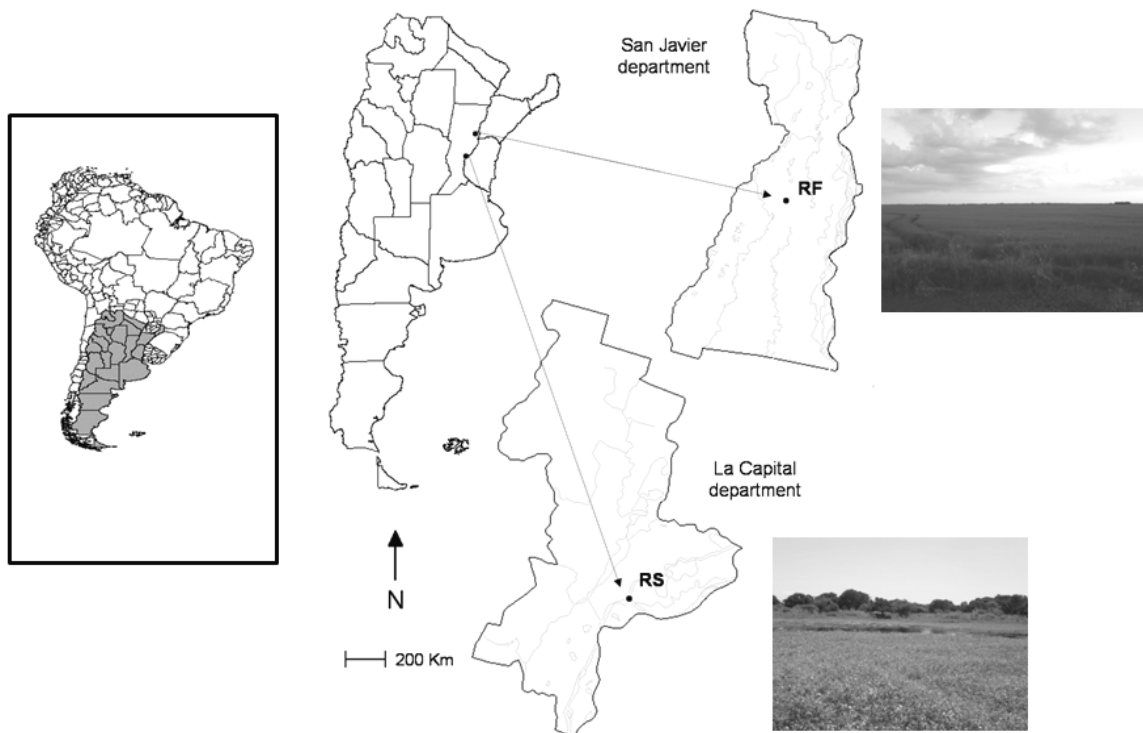 San Javier
department
RF
La Capital
department
RS
N
200 Km